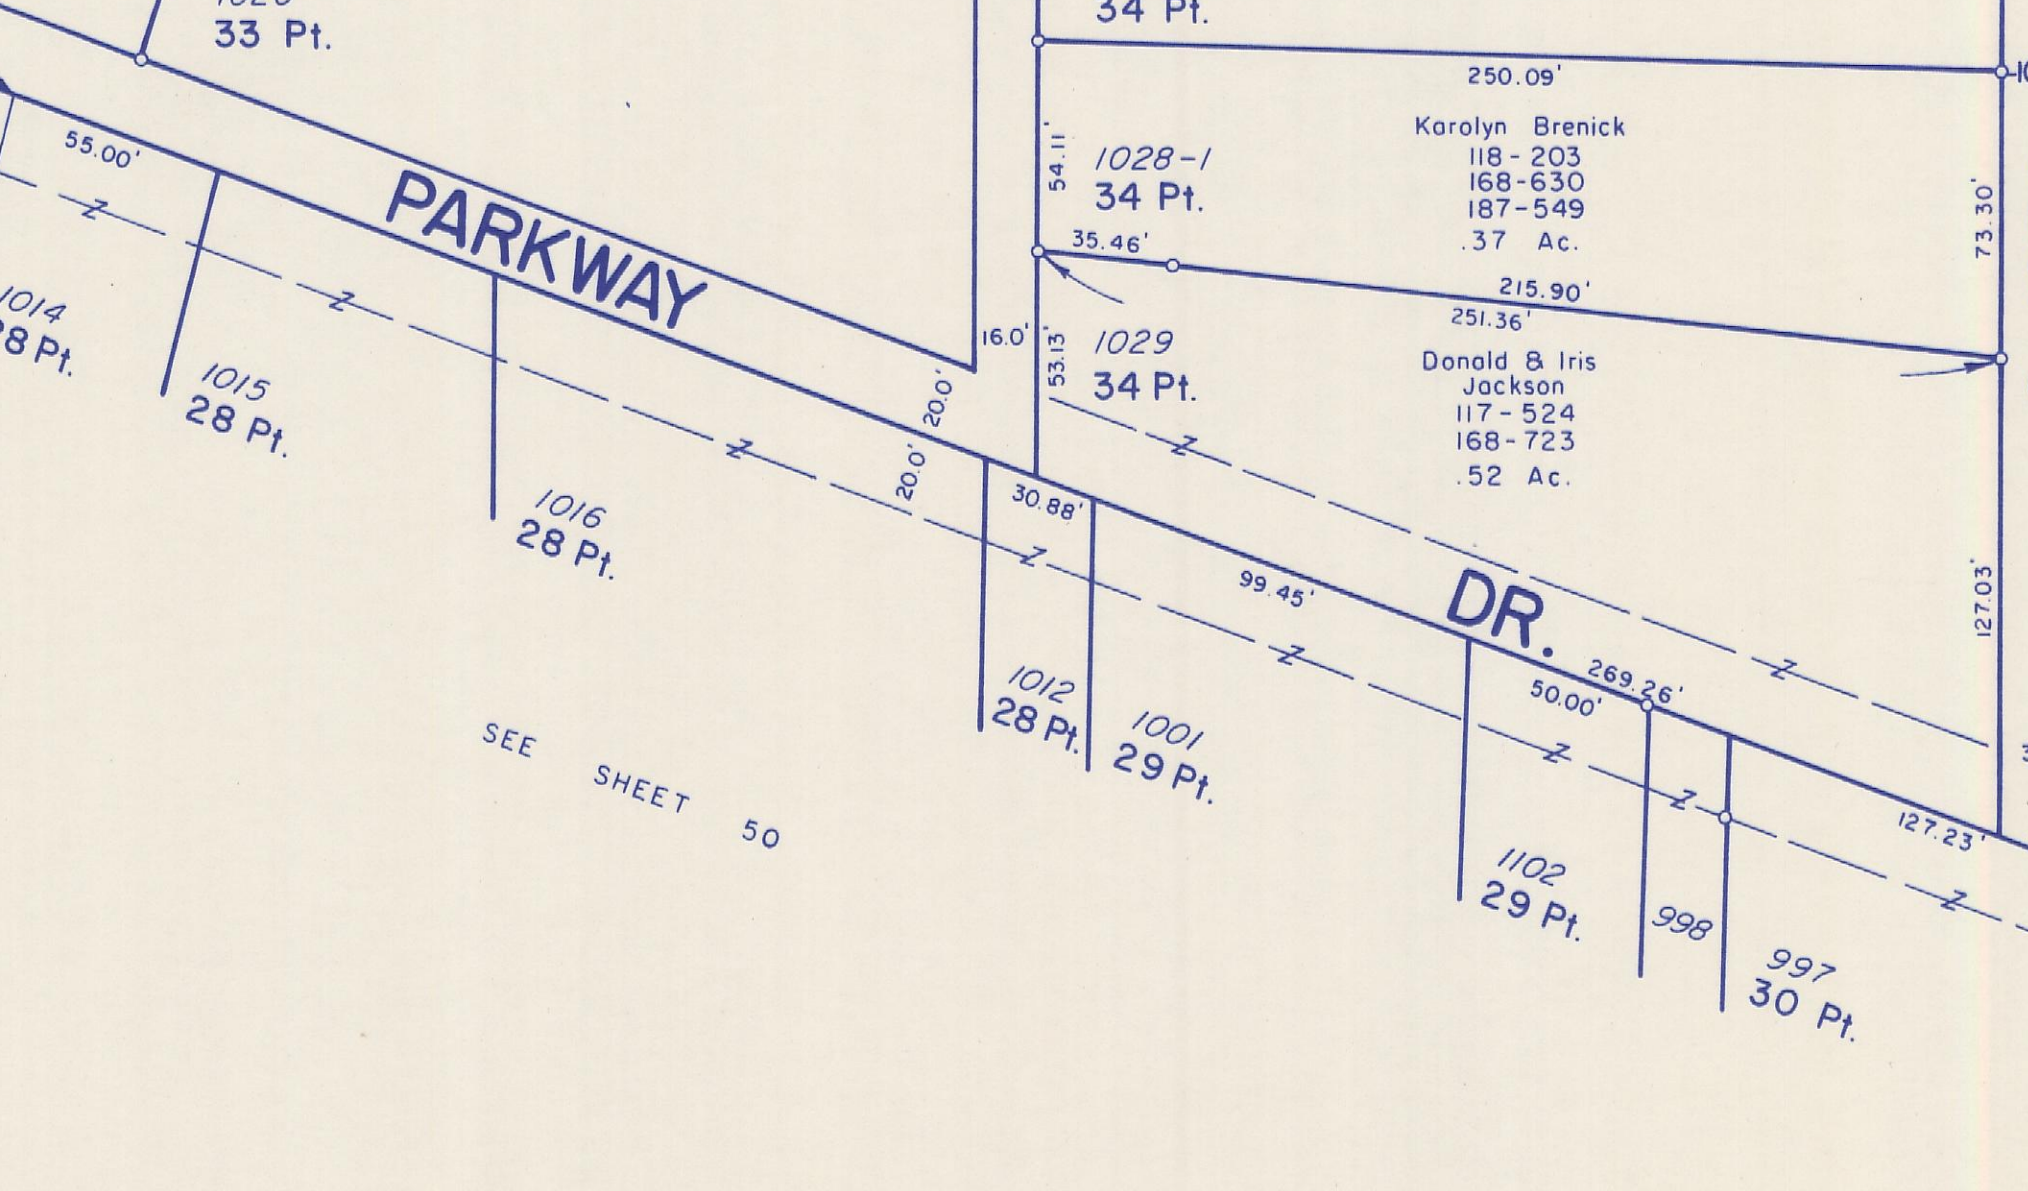 33 Pt.
34 Pt.
250.09'
Karolyn Brenick
118-203
168-630
187-549
.37 Ac.
54.11'
1028-1
34 Pt.
73.30'
35.46'
215.90'
251.36'
55.00'
PARKWAY
16.0'
53.13'
1029
34 Pt.
Donald & Iris
Jackson
117-524
168-723
.52 Ac.
1014
8 Pt.
1015
28 Pt.
20.0'
20.0'
1016
28 Pt.
30.88'
99.45'
DR.
127.03'
269.26'
50.00'
1012
28 Pt.
1001
29 Pt.
SEE SHEET 50
127.23'
1102
29 Pt.
998
997
30 Pt.